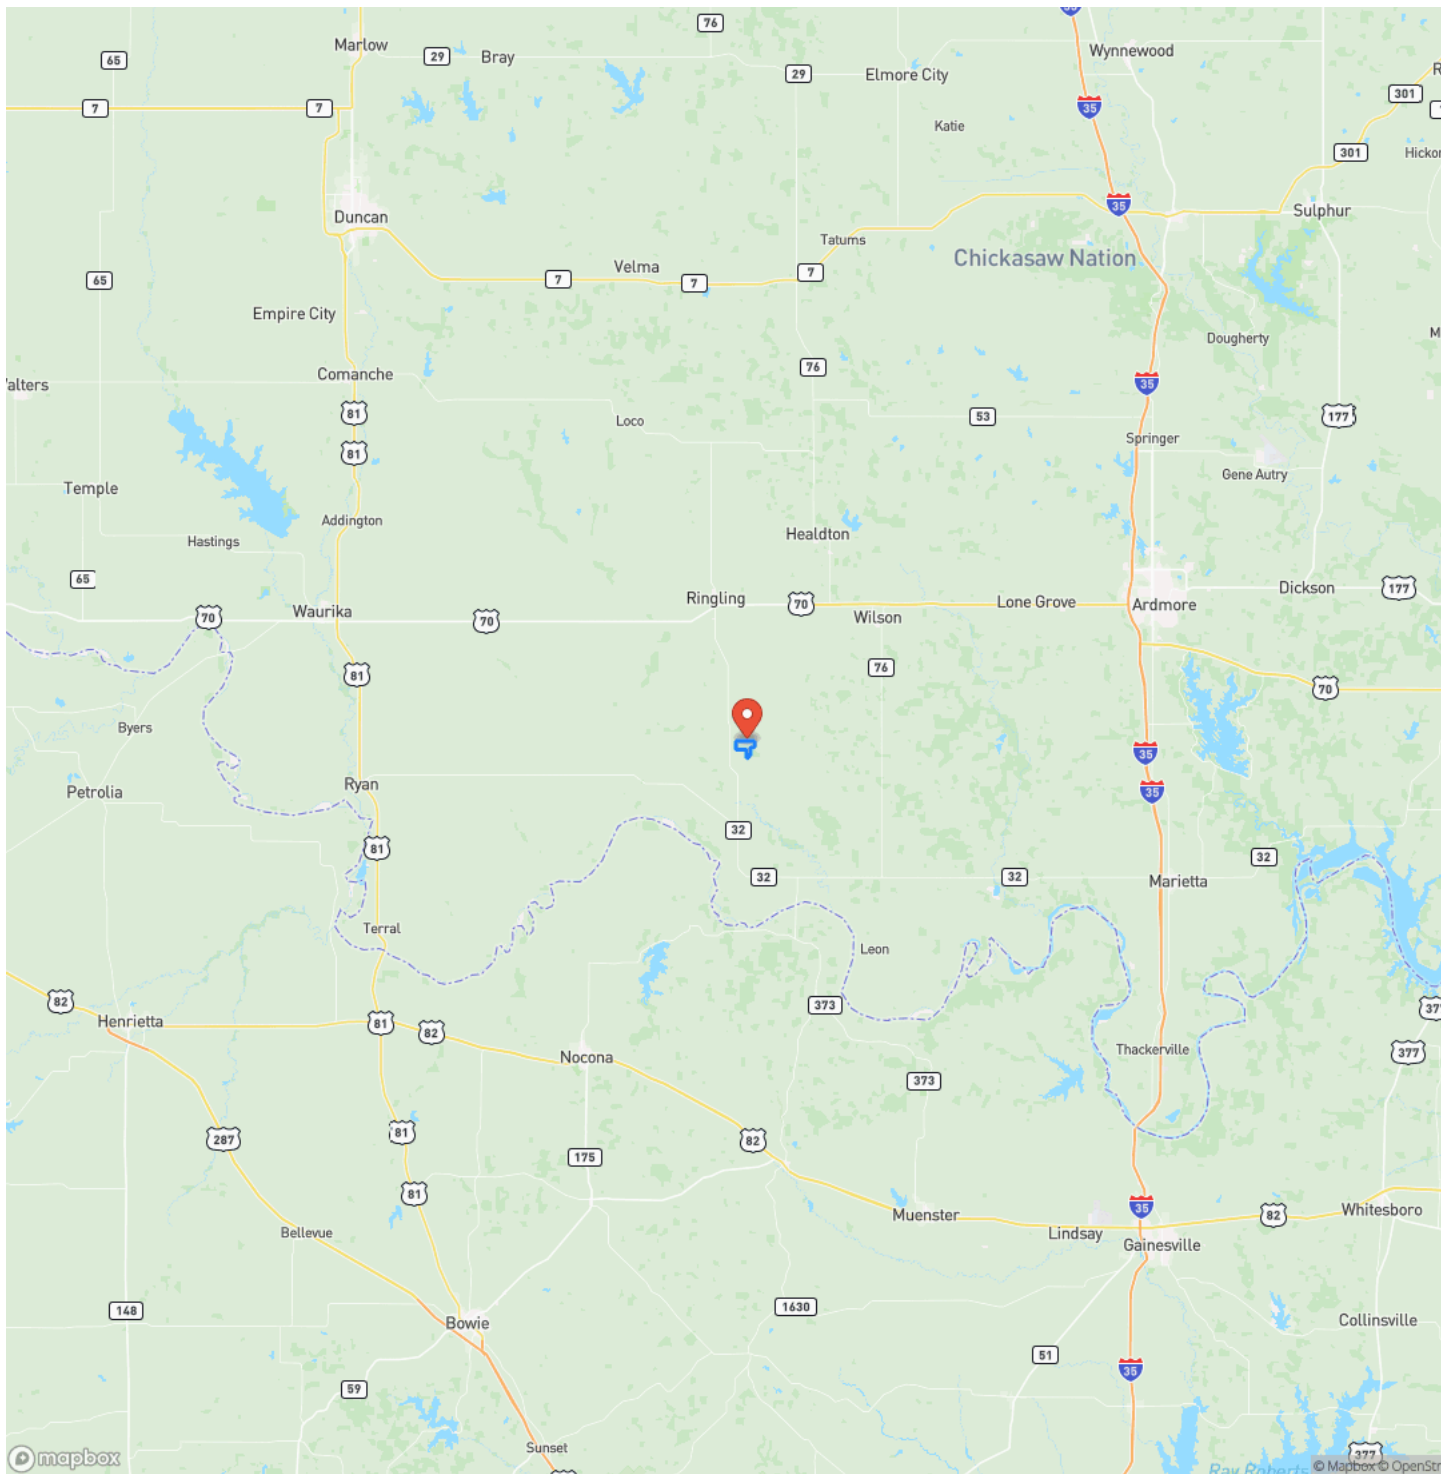 35
76
Marlow
Wynnewood
29
Bray
65
29
Elmore City
R
301
7
7
35
Katie
301
Hickor
35
Sulphur
Duncan
Tatums
Chickasaw Nation
Velma
7
7
7
65
Empire City
Dougherty
M
76
Comanche
35
alters
81
53
177
Loco
Springer
81
Gene Autry
Temple
Addington
Healdton
Hastings
65
Dickson
177
Ringling
70
Lone Grove
Ardmore
Waurika
70
70
Wilson
76
81
70
Byers
35
Ryan
Petrolia
35
32
81
32
32
32
Marietta
Terral
Leon
82
373
377
Henrietta
81
82
Nocona
Thackerville
377
373
81
287
82
175
81
35
Muenster
82
Whitesboro
Bellevue
Lindsay
Gainesville
148
1630
Bowie
Collinsville
51
35
59
Sunset
377
mapbox
Ray Roberts
© Mapbox © OpenStr